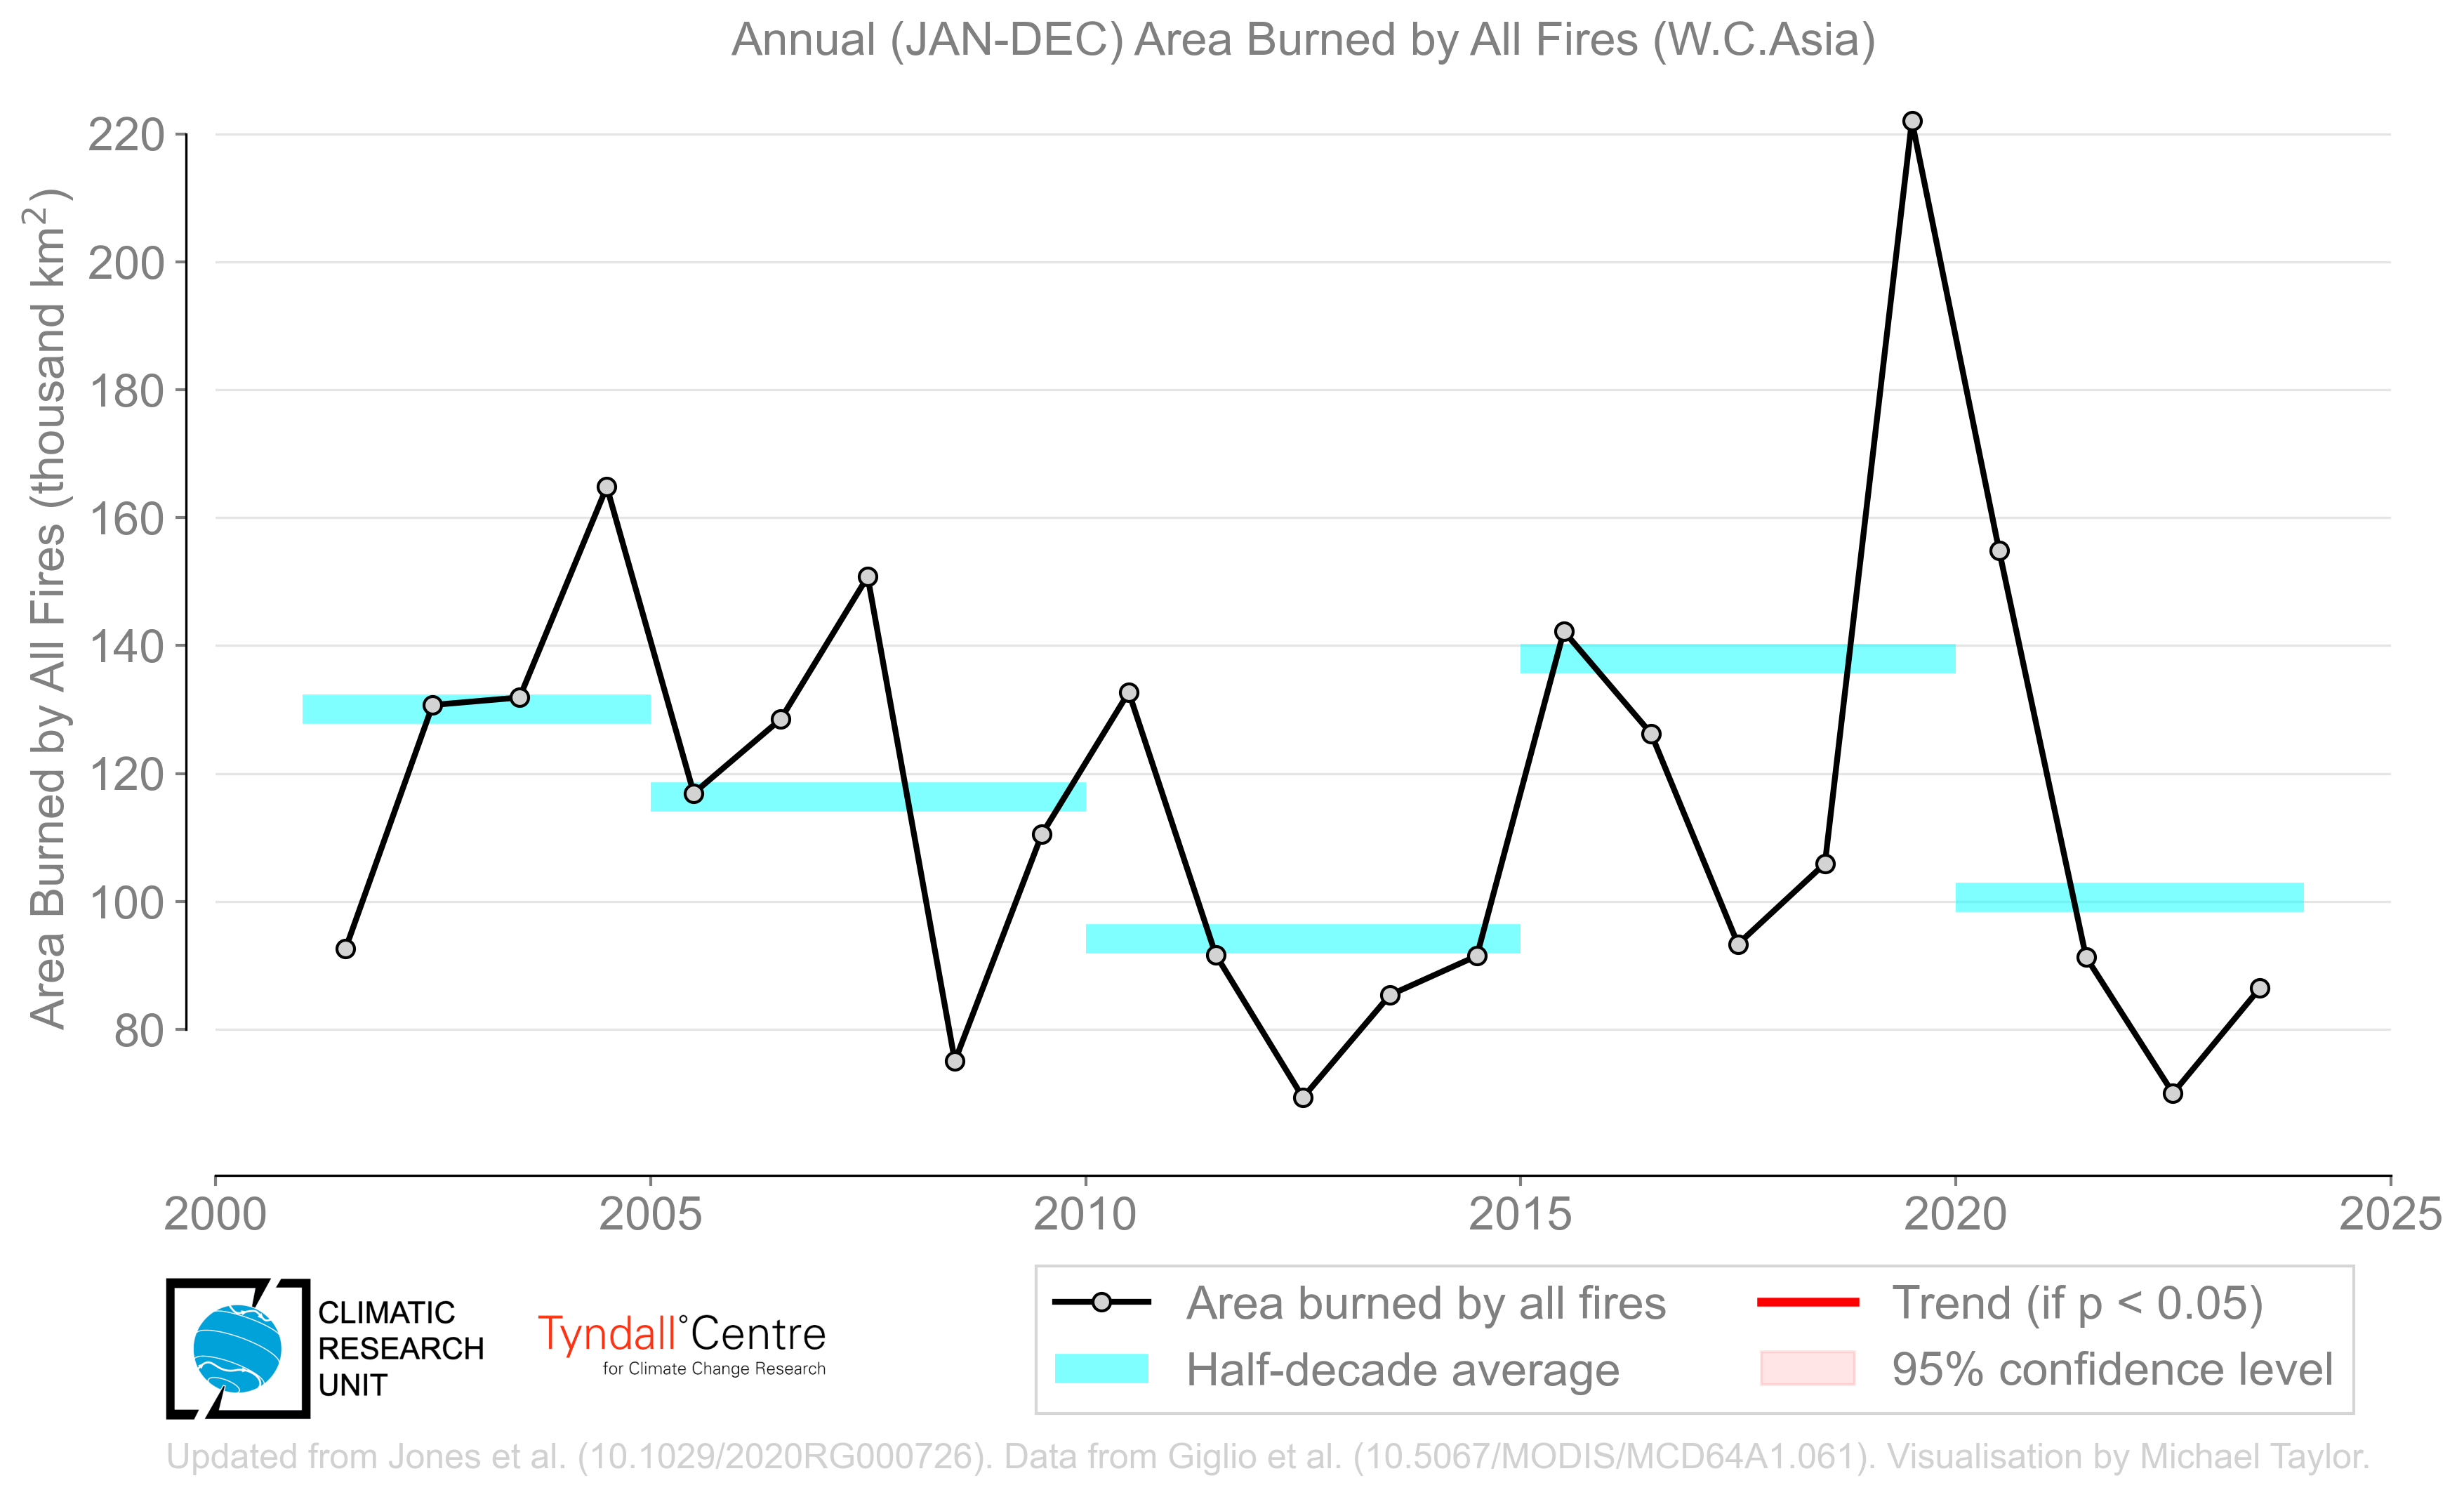 Annual (JAN-DEC) Area Burned by All Fires (W.C.Asia)
Area Burned by All Fires (thousand km²)
220
200
180
160
140
120
100
80
2000 2005 2010 2015 2020 2025
CLIMATIC
RESEARCH
UNIT
Tyndall°Centre
for Climate Change Research
Area burned by all fires
Half-decade average
Trend (if p < 0.05)
95% confidence level
Updated from Jones et al. (10.1029/2020RG000726). Data from Giglio et al. (10.5067/MODIS/MCD64A1.061). Visualisation by Michael Taylor.